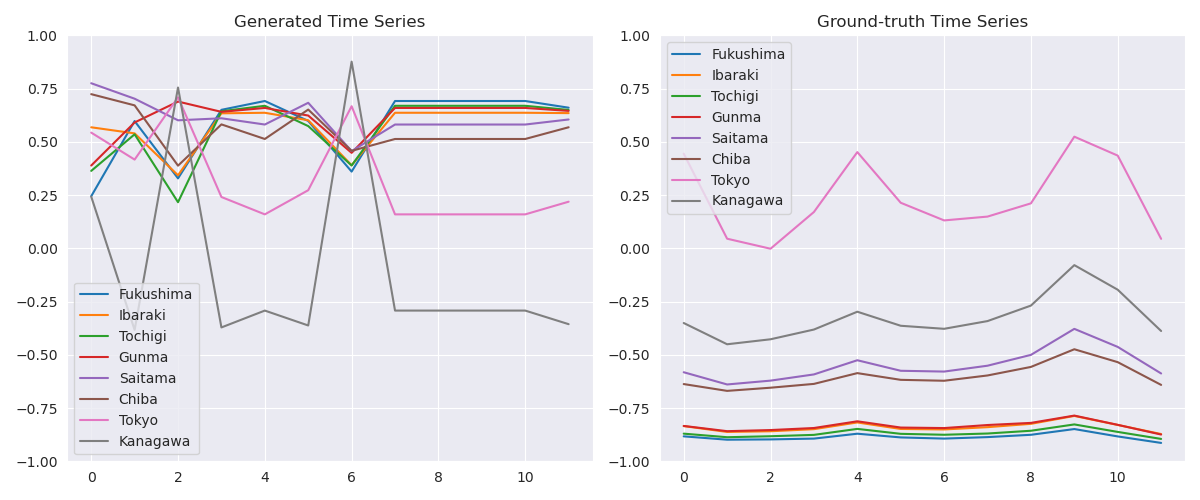 Generated Time Series
1.00
0.75
0.50
0.25
0.00
−0.25
−0.50
−0.75
−1.00
0 2 4 6 8 10
Fukushima
Ibaraki
Tochigi
Gunma
Saitama
Chiba
Tokyo
Kanagawa
Ground-truth Time Series
1.00
0.75
0.50
0.25
0.00
−0.25
−0.50
−0.75
−1.00
0 2 4 6 8 10
Fukushima
Ibaraki
Tochigi
Gunma
Saitama
Chiba
Tokyo
Kanagawa